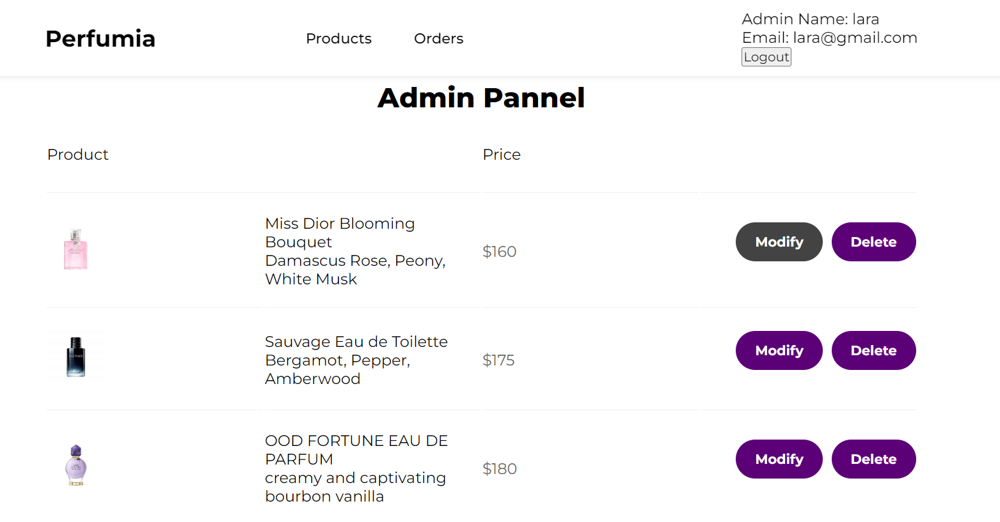 Perfumia
Products
Orders
Admin Name: lara
Email: lara@gmail.com
Logout
Admin Pannel
Product
Price
Miss Dior Blooming
Bouquet
Damascus Rose, Peony,
White Musk
$160
Modify
Delete
SAUVAGE
Sauvage Eau de Toilette
Bergamot, Pepper,
Amberwood
$175
Modify
Delete
OOD FORTUNE EAU DE
PARFUM
creamy and captivating
bourbon vanilla
$180
Modify
Delete